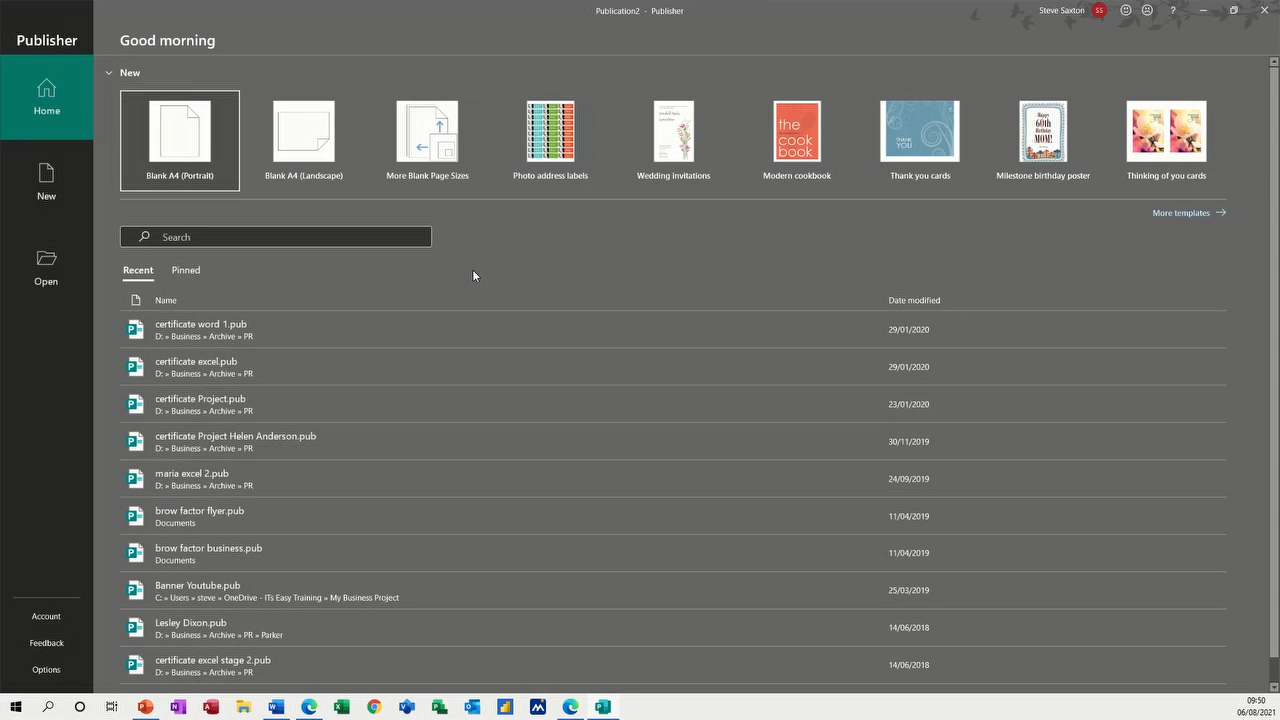 Publication2 - Publisher
Steve Saxton
SS
?
Publisher
Good morning
Home
New
Open
Account
Feedback
Options
New
Blank A4 (Portrait)
Blank A4 (Landscape)
More Blank Page Sizes
Photo address labels
Wedding invitations
the
cook
book
Modern cookbook
THANK
YOU
Thank you cards
Happy
60th
Birthday
MOM!
Milestone birthday poster
Thinking of you cards
More templates
Search
Recent
Pinned
Name
Date modified
certificate word 1.pub
D: » Business » Archive » PR
29/01/2020
certificate excel.pub
D: » Business » Archive » PR
29/01/2020
certificate Project.pub
D: » Business » Archive » PR
23/01/2020
certificate Project Helen Anderson.pub
D: » Business » Archive » PR
30/11/2019
maria excel 2.pub
D: » Business » Archive » PR
24/09/2019
brow factor flyer.pub
Documents
11/04/2019
brow factor business.pub
Documents
11/04/2019
Banner Youtube.pub
C: » Users » steve » OneDrive - ITs Easy Training » My Business Project
25/03/2019
Lesley Dixon.pub
D: » Business » Archive » PR » Parker
14/06/2018
certificate excel stage 2.pub
D: » Business » Archive » PR
14/06/2018
09:50
06/08/2021